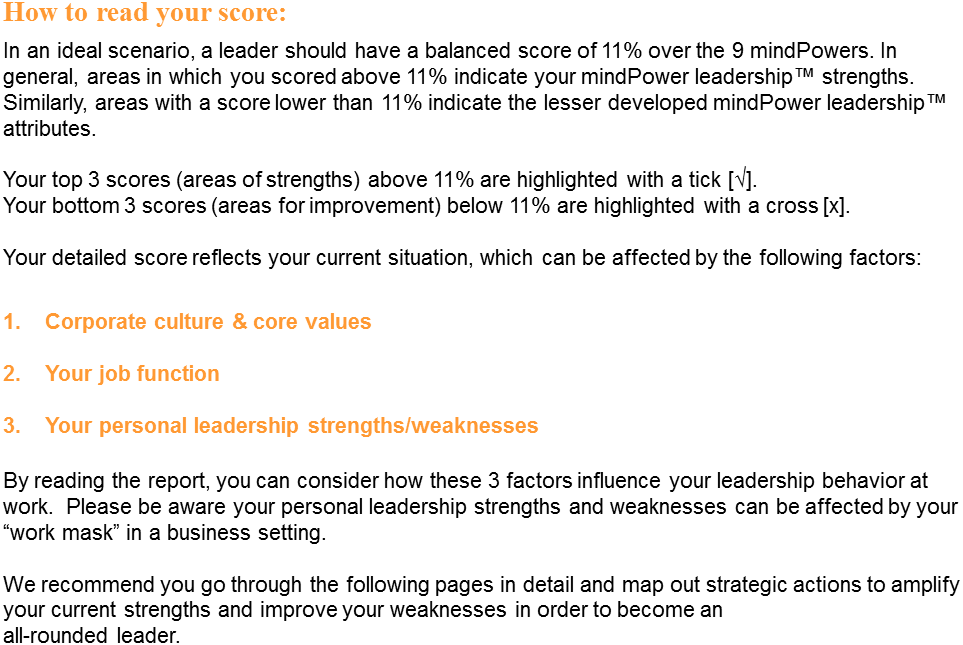 How to read your score:
In an ideal scenario, a leader should have a balanced score of 11% over the 9 mindPowers. In
general, areas in which you scored above 11% indicate your mindPower leadership™ strengths.
Similarly, areas with a score lower than 11% indicate the lesser developed mindPower leadership™
attributes.
Your top 3 scores (areas of strengths) above 11% are highlighted with a tick [√].
Your bottom 3 scores (areas for improvement) below 11% are highlighted with a cross [x].
Your detailed score reflects your current situation, which can be affected by the following factors:
1. Corporate culture & core values
2. Your job function
3. Your personal leadership strengths/weaknesses
By reading the report, you can consider how these 3 factors influence your leadership behavior at
work. Please be aware your personal leadership strengths and weaknesses can be affected by your
“work mask” in a business setting.
We recommend you go through the following pages in detail and map out strategic actions to amplify
your current strengths and improve your weaknesses in order to become an
all-rounded leader.